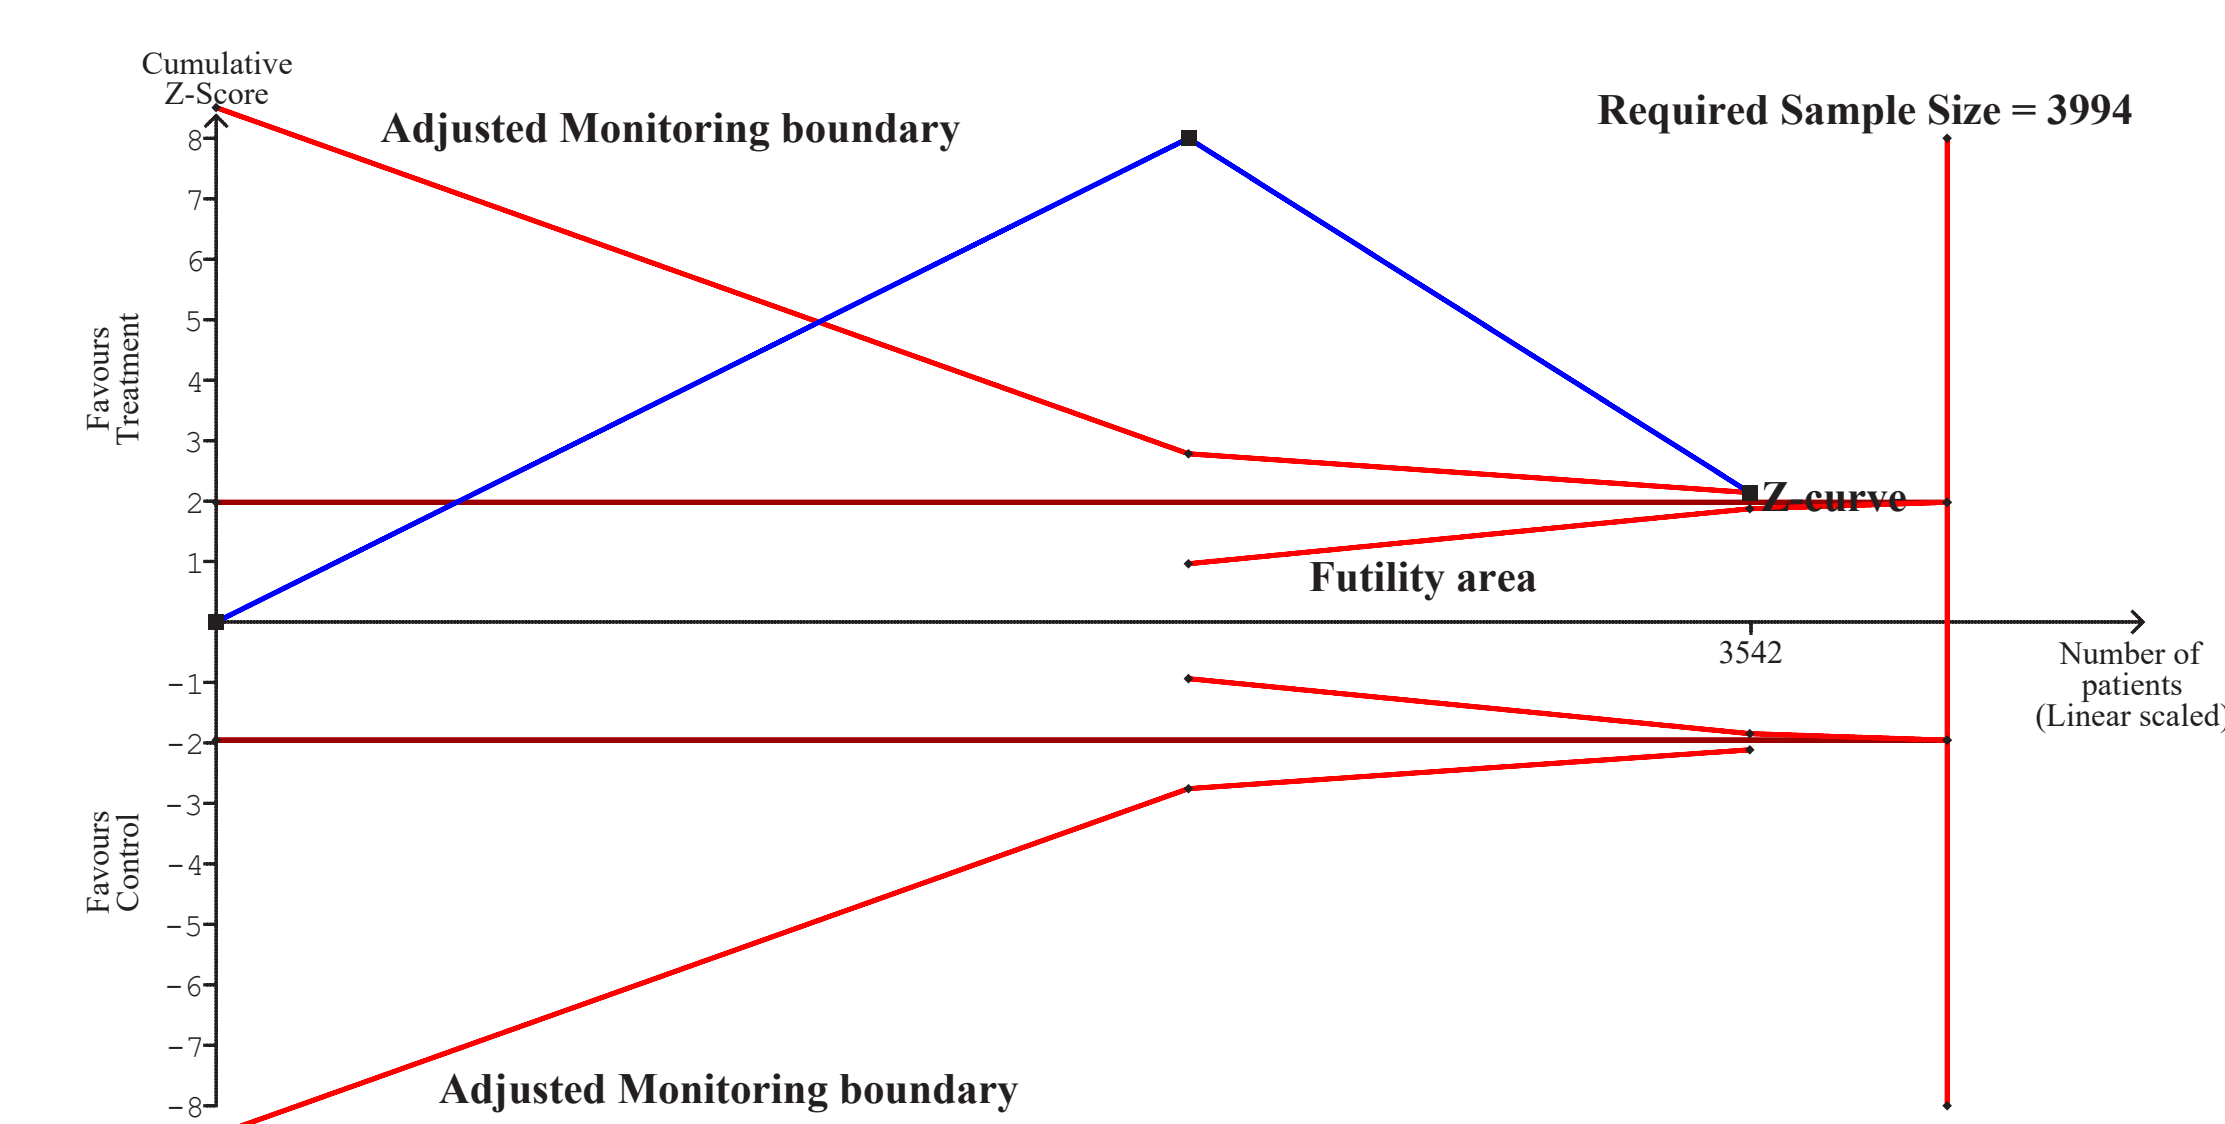 Cumulative
Z-Score
Adjusted Monitoring boundary
Required Sample Size = 3994
8
7
6
5
4
3
2
1
-1
-2
-3
-4
-5
-6
-7
-8
Favours
Treatment
Favours
Control
Z-curve
Futility area
3542
Number of
patients
(Linear scaled)
Adjusted Monitoring boundary